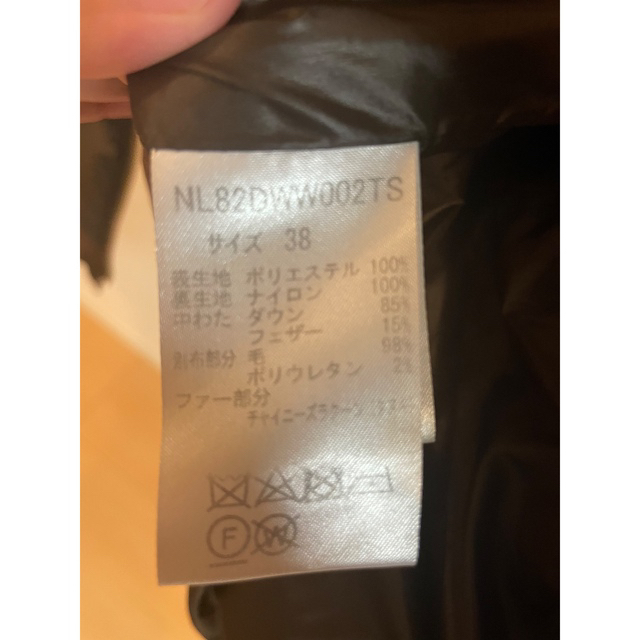 NL82DWW002TS
サイズ 38
表生地 ポリエステル 100%
裏生地 ナイロン 100%
中わた ダウン 85%
フェザー 15%
別布部分 毛 98%
ポリウレタン 2%
ファー部分
チャイニーズラクーン
F W